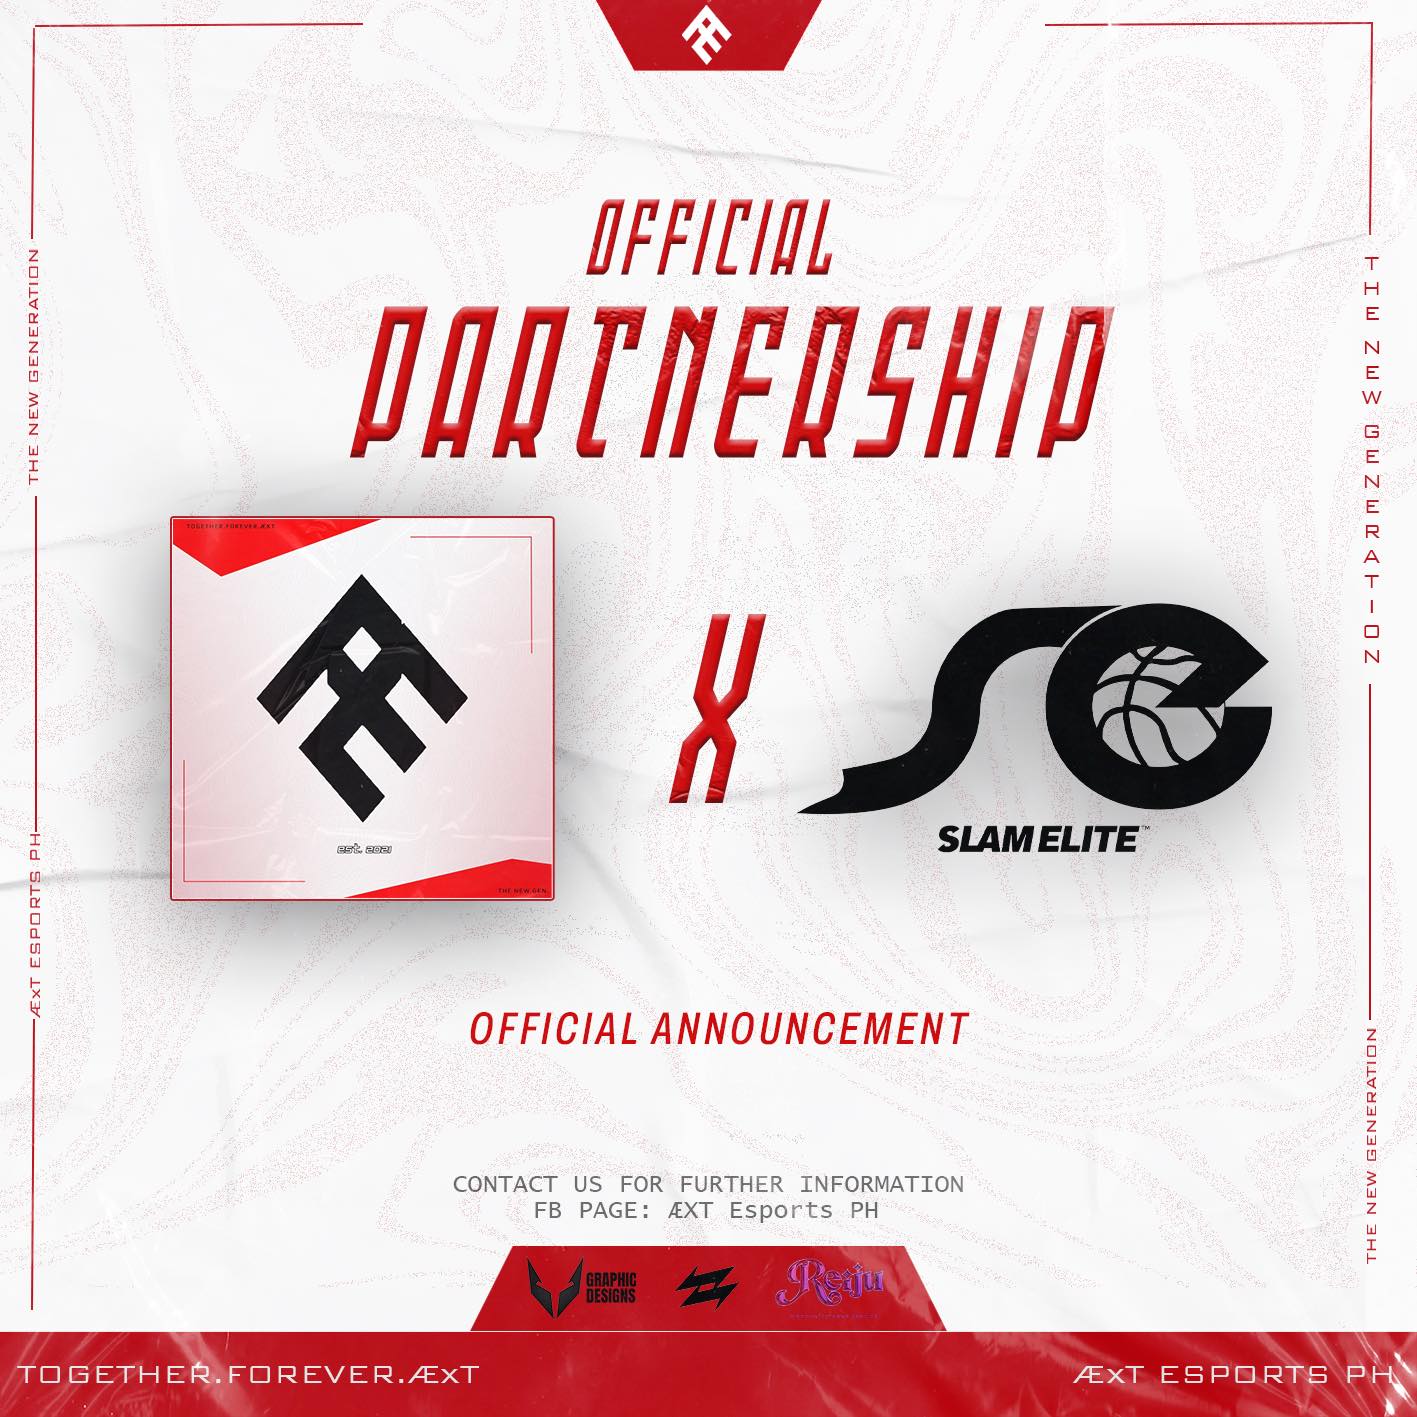 OFFICIAL
PARTNERSHIP
THE NEW GENERATION
ÆxT ESPORTS PH
THE NEW GENERATION
THE NEW GENERATION
TOGETHER.FOREVER.ÆXT
est. 2021
THE NEW.GEN.
X
SLAM ELITE™
OFFICIAL ANNOUNCEMENT
CONTACT US FOR FURTHER INFORMATION
FB PAGE: ÆXT Esports PH
GRAPHIC
DESIGNS
Resju
TOGETHER.FOREVER.ÆxT
ÆxT ESPORTS PH